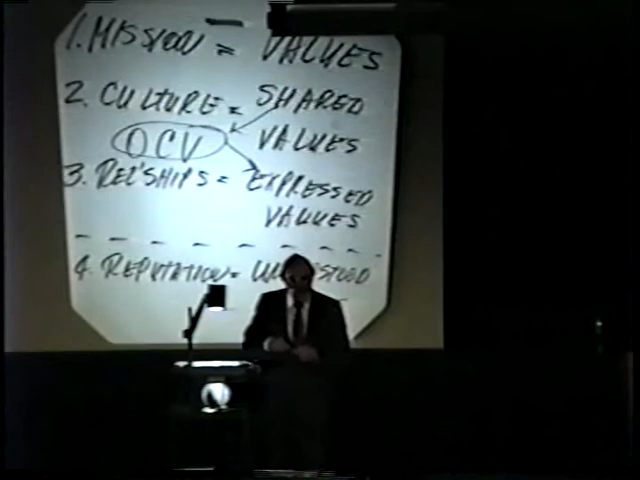 1. MISSION = VALUES
2. CULTURE = SHARED
OCV VALUES
3. REL'SHIPS = EXPRESSED
VALUES
4. REPUTATION =